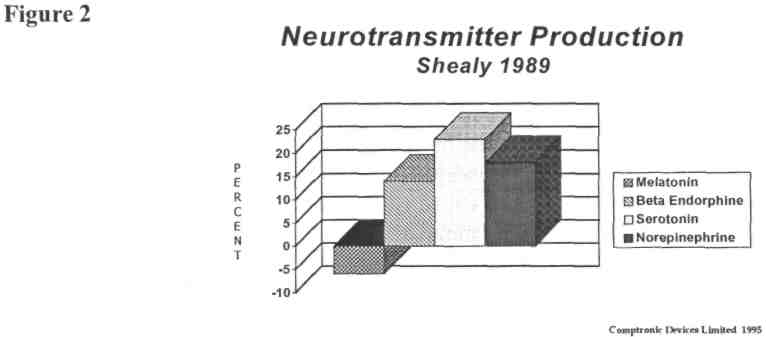 Figure 2
Neurotransmitter Production
Shealy 1989
25
20
15
10
5
0
-5
-10
PERCENT
Melatonin
Beta Endorphine
Serotonin
Norepinephrine
Comptronic Devices Limited 1995